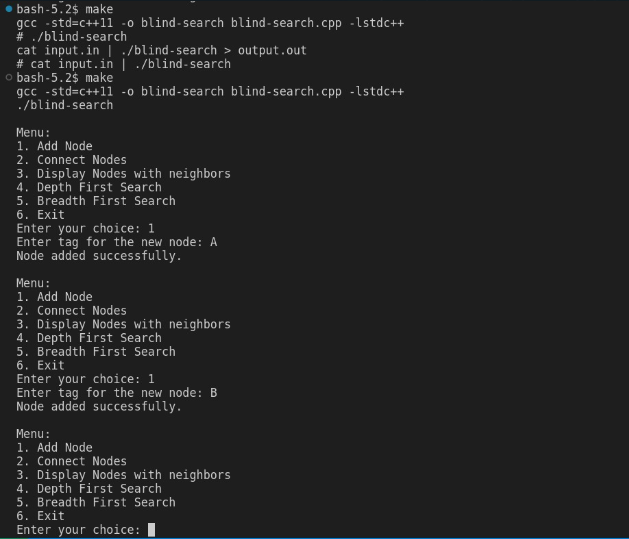 bash-5.2$ make
gcc -std=c++11 -o blind-search blind-search.cpp -lstdc++
# ./blind-search
cat input.in | ./blind-search > output.out
# cat input.in | ./blind-search
bash-5.2$ make
gcc -std=c++11 -o blind-search blind-search.cpp -lstdc++
./blind-search

Menu:
1. Add Node
2. Connect Nodes
3. Display Nodes with neighbors
4. Depth First Search
5. Breadth First Search
6. Exit
Enter your choice: 1
Enter tag for the new node: A
Node added successfully.

Menu:
1. Add Node
2. Connect Nodes
3. Display Nodes with neighbors
4. Depth First Search
5. Breadth First Search
6. Exit
Enter your choice: 1
Enter tag for the new node: B
Node added successfully.

Menu:
1. Add Node
2. Connect Nodes
3. Display Nodes with neighbors
4. Depth First Search
5. Breadth First Search
6. Exit
Enter your choice: